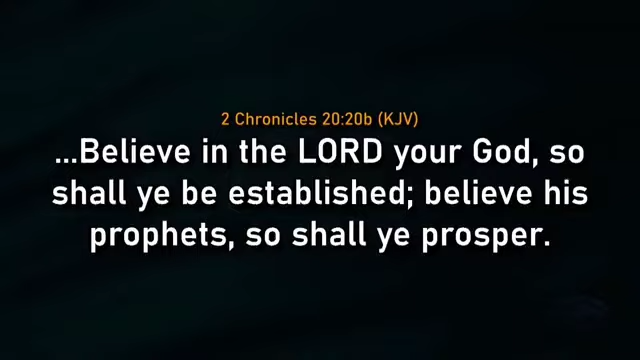 2 Chronicles 20:20b (KJV)
...Believe in the LORD your God, so
shall ye be established; believe his
prophets, so shall ye prosper.